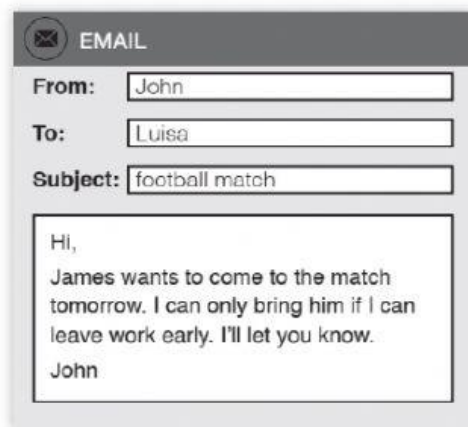 EMAIL
From: John
To: Luisa
Subject: football match
Hi,
James wants to come to the match
tomorrow. I can only bring him if I can
leave work early. I'll let you know.
John